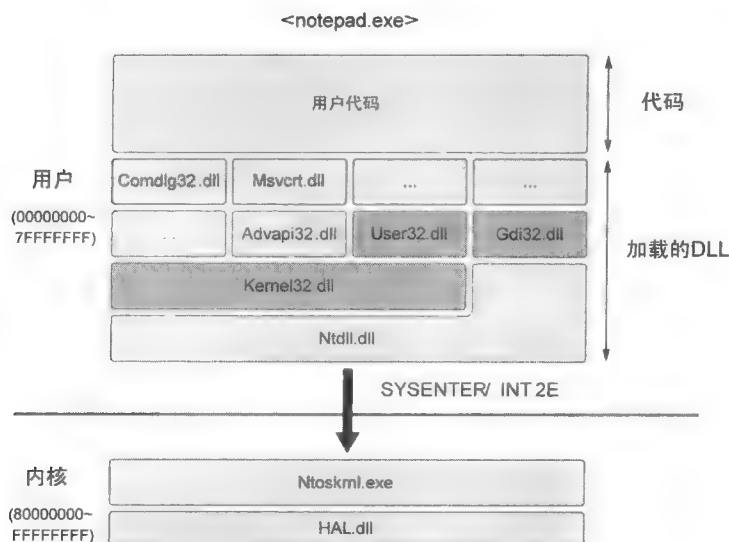 <notepad.exe>
用户代码
代码
用户
(00000000~
7FFFFFFF)
Comdlg32.dll
Msvcrt.dll
...
...
...
Advapi32.dll
User32.dll
Gdi32.dll
加载的DLL
Kernel32 dll
Ntdll.dll
SYSENTER/ INT 2E
内核
(80000000~
FFFFFFFF)
Ntoskrnl.exe
HAL.dll